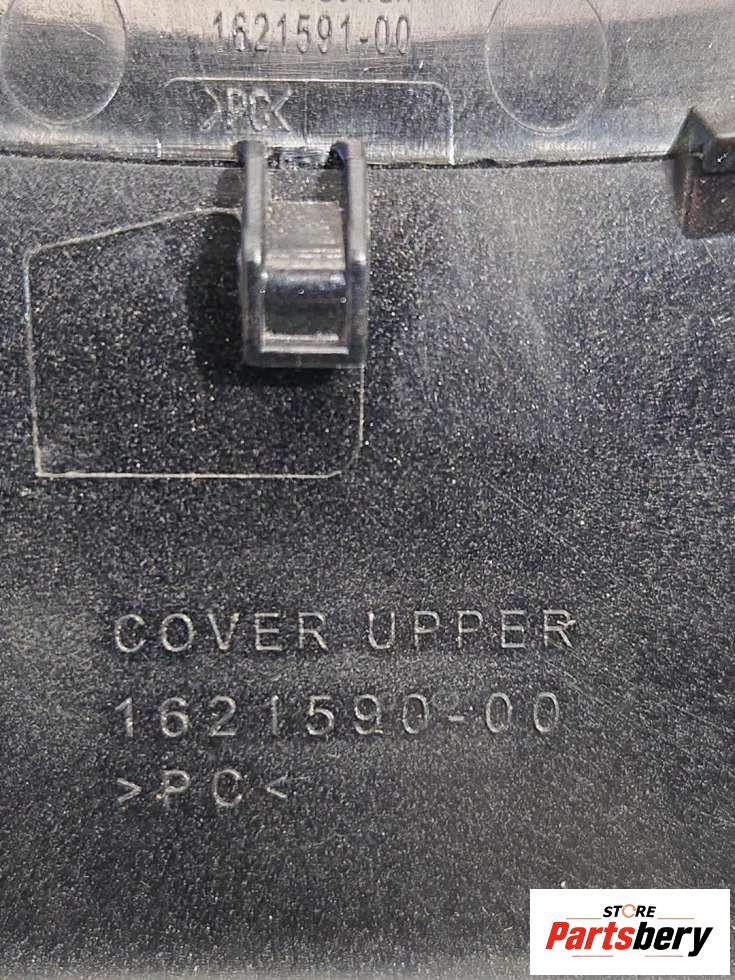 1621591-00
>PC<
COVER UPPER
1621590-00
>PC<
STORE
Partsbery